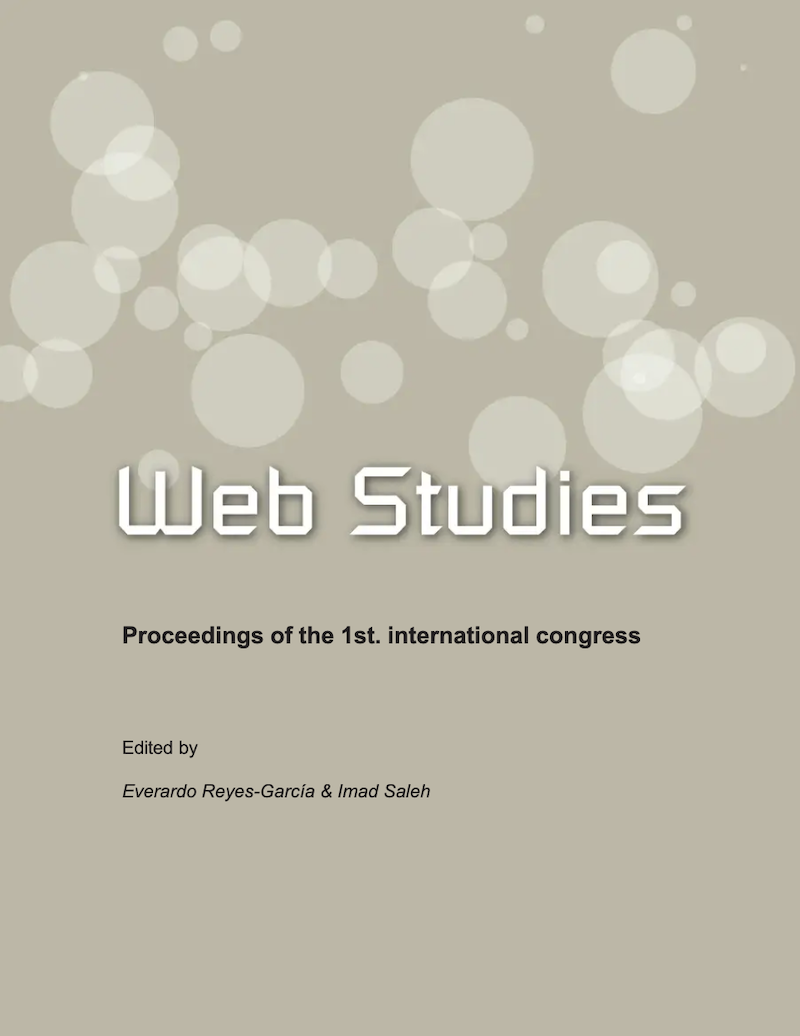 Web Studies
Proceedings of the 1st. international congress
Edited by
Everardo Reyes-García & Imad Saleh